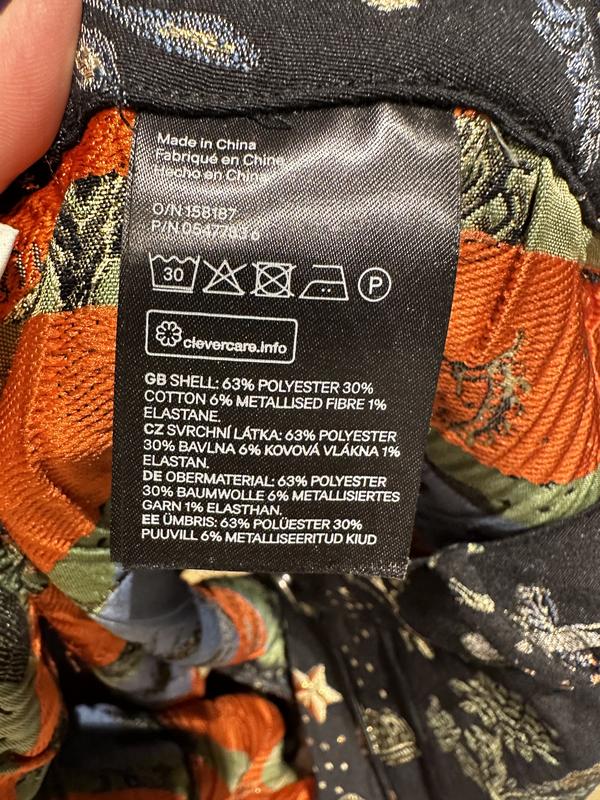 Made in China
Fabriqué en Chine
Hecho en China
O/N 158187
P/N
30
P
clevercare.info
GB SHELL: 63% POLYESTER 30%
COTTON 6% METALLISED FIBRE 1%
ELASTANE.
CZ SVRCHNÍ LÁTKA: 63% POLYESTER
30% BAVLNA 6% KOVOVÁ VLÁKNA 1%
ELASTAN.
DE OBERMATERIAL: 63% POLYESTER
30% BAUMWOLLE 6% METALLISIERTES
GARN 1% ELASTHAN.
EE ÜMBRIS: 63% POLÜESTER 30%
PUUVILL 6% METALLISEERITUD KIUD